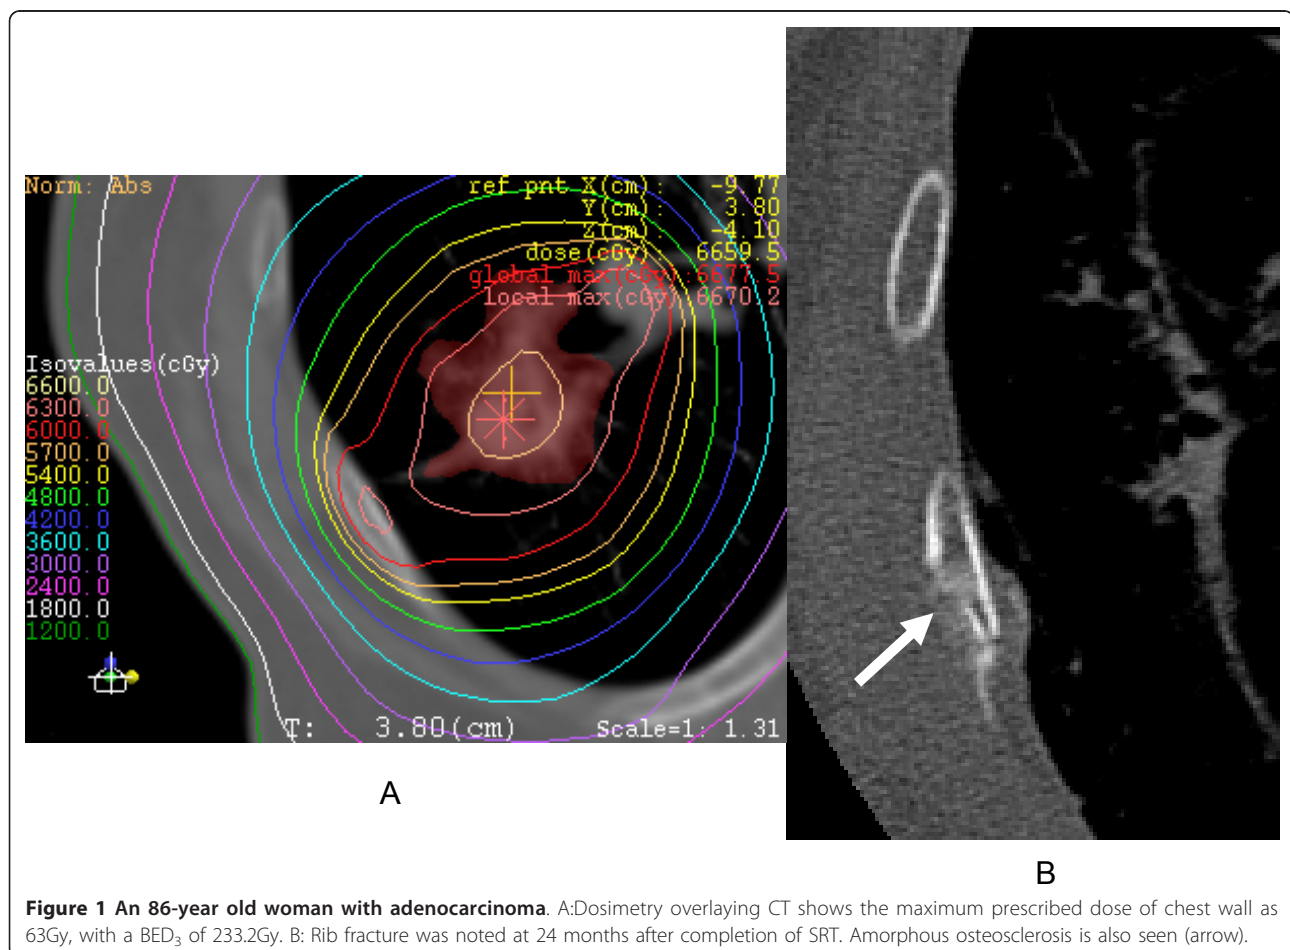 Norm: Abs
ref pnt X(cm): -9.77
Y(cm): 3.80
Z(cm): -4.10
dose(cGy): 6659.5
global max(cGy): 6677.5
local max(cGy) 6670.2
Isovalues(cGy)
6600.0
6300.0
6000.0
5700.0
5400.0
4800.0
4200.0
3600.0
3000.0
2400.0
1800.0
1200.0
T: 3.80(cm) Scale=1: 1.31
A
B
Figure 1 An 86-year old woman with adenocarcinoma. A:Dosimetry overlaying CT shows the maximum prescribed dose of chest wall as
63Gy, with a BED₃ of 233.2Gy. B: Rib fracture was noted at 24 months after completion of SRT. Amorphous osteosclerosis is also seen (arrow).